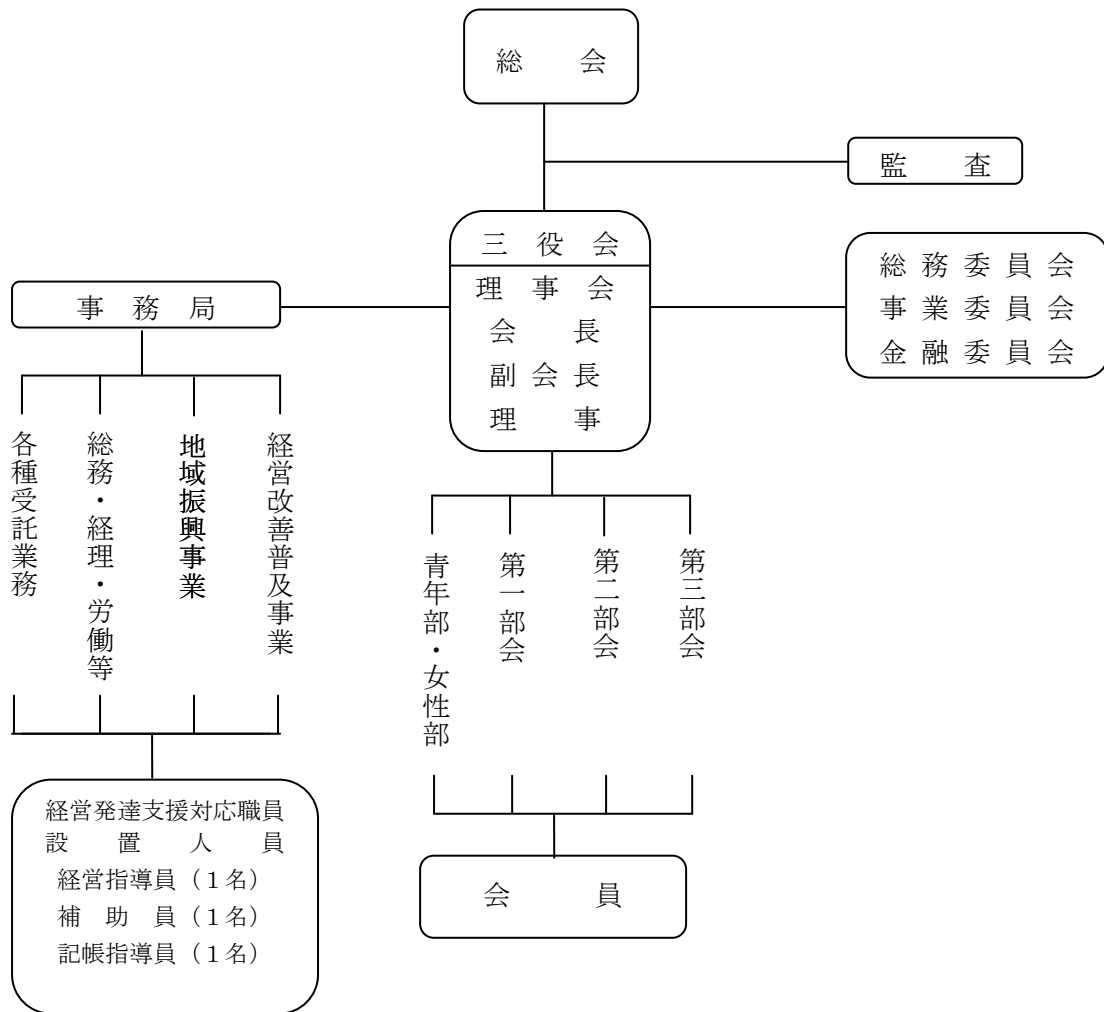 総会
監査
三役会
理事会
会長
副会長
理事
総務委員会
事業委員会
金融委員会
事務局
各種受託業務
総務・経理・労働等
地域振興事業
経営改善普及事業
青年部・女性部
第一部会
第二部会
第三部会
経営発達支援対応職員
設置人員
経営指導員（１名）
補助員（１名）
記帳指導員（１名）
会員